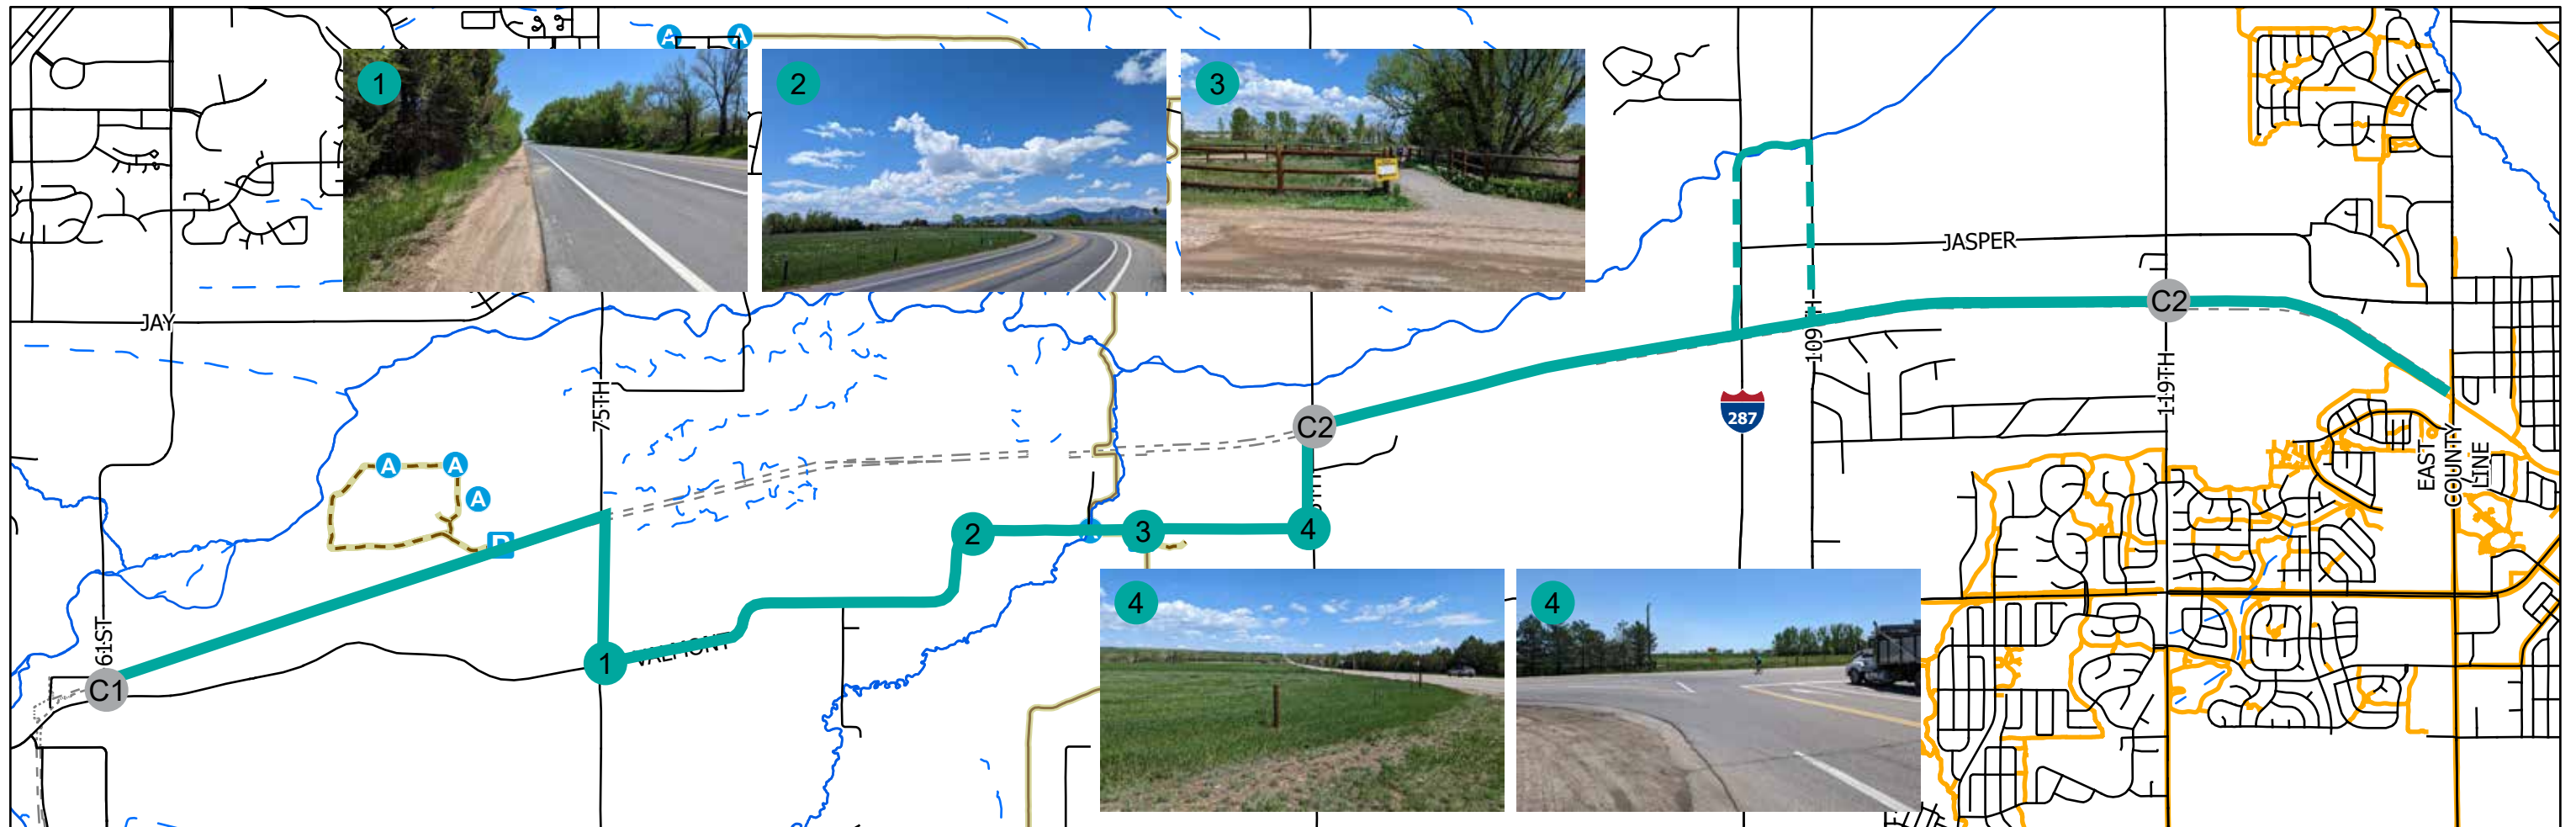 A
A
1
2
3
JASPER
C2
JAY
109TH
75TH
119TH
C2
287
EAST
COUNTY
LINE
A
A
A
2
3
4
61ST
1
VALMONT
C1
4
4